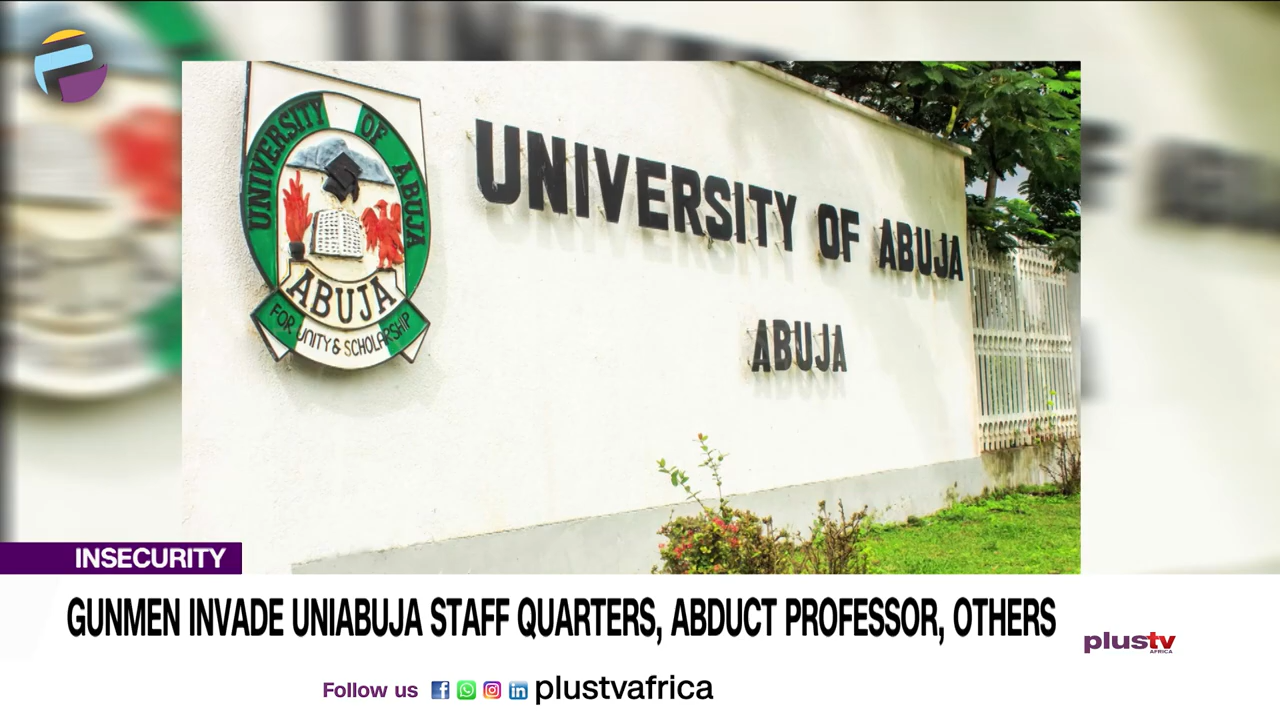 UNIVERSITY OF ABUJA
ABUJA
FOR UNITY & SCHOLARSHIP
UNIVERSITY OF ABUJA
ABUJA
INSECURITY
GUNMEN INVADE UNIABUJA STAFF QUARTERS, ABDUCT PROFESSOR, OTHERS
plustv
AFRICA
Follow us plustvafrica